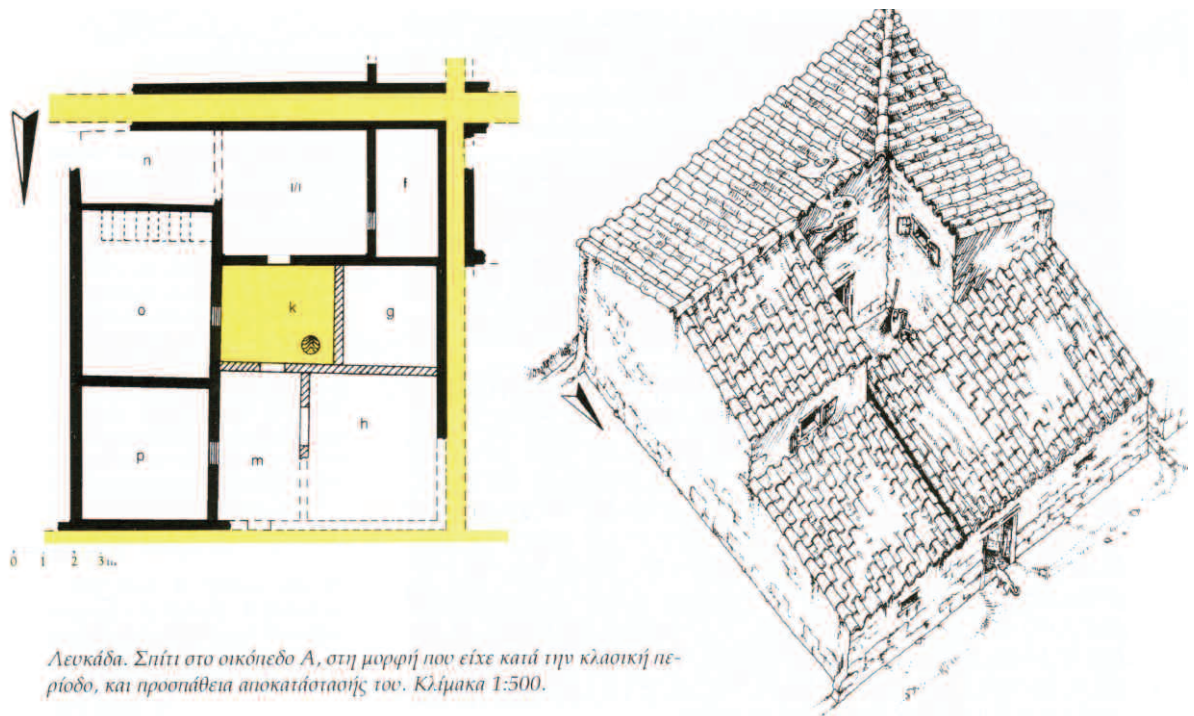 n
i/i
f
o
k
g
p
m
h
0 1 2 3m.
Λευκάδα. Σπίτι στο οικόπεδο Α, στη μορφή που είχε κατά την κλασική πε-
ρίοδο, και προσπάθεια αποκατάστασής του. Κλίμακα 1:500.